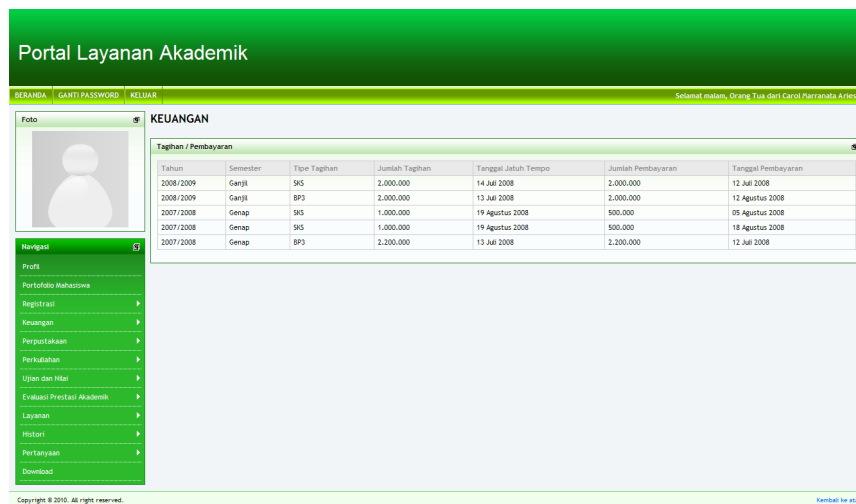 Portal Layanan Akademik
BERANDA GANTI PASSWORD KELUAR Selamat malam, Orang Tua dari Carol Marranata Aries
Foto
KEUANGAN
Tagihan / Pembayaran
Tahun Semester Tipe Tagihan Jumlah Tagihan Tanggal Jatuh Tempo Jumlah Pembayaran Tanggal Pembayaran
2008/2009 Ganjil SKS 2.000.000 14 Juli 2008 2.000.000 12 Juli 2008
2008/2009 Ganjil BP3 2.000.000 13 Juli 2008 2.000.000 12 Agustus 2008
2007/2008 Genap SKS 1.000.000 19 Agustus 2008 500.000 05 Agustus 2008
2007/2008 Genap SKS 1.000.000 19 Agustus 2008 500.000 18 Agustus 2008
2007/2008 Genap BP3 2.200.000 13 Juli 2008 2.200.000 12 Juli 2008
Navigasi
Profil
Portofolio Mahasiswa
Registrasi
Keuangan
Perpustakaan
Perkuliahan
Ujian dan Nilai
Evaluasi Prestasi Akademik
Layanan
Histori
Pertanyaan
Download
Copyright © 2010. All right reserved. Kembali ke at